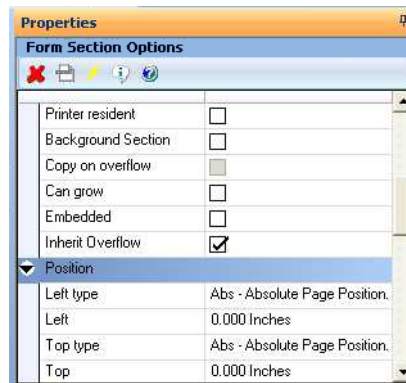 Properties
Form Section Options
Printer resident
Background Section
Copy on overflow
Can grow
Embedded
Inherit Overflow
Position
Left type Abs - Absolute Page Position.
Left 0.000 Inches
Top type Abs - Absolute Page Position.
Top 0.000 Inches